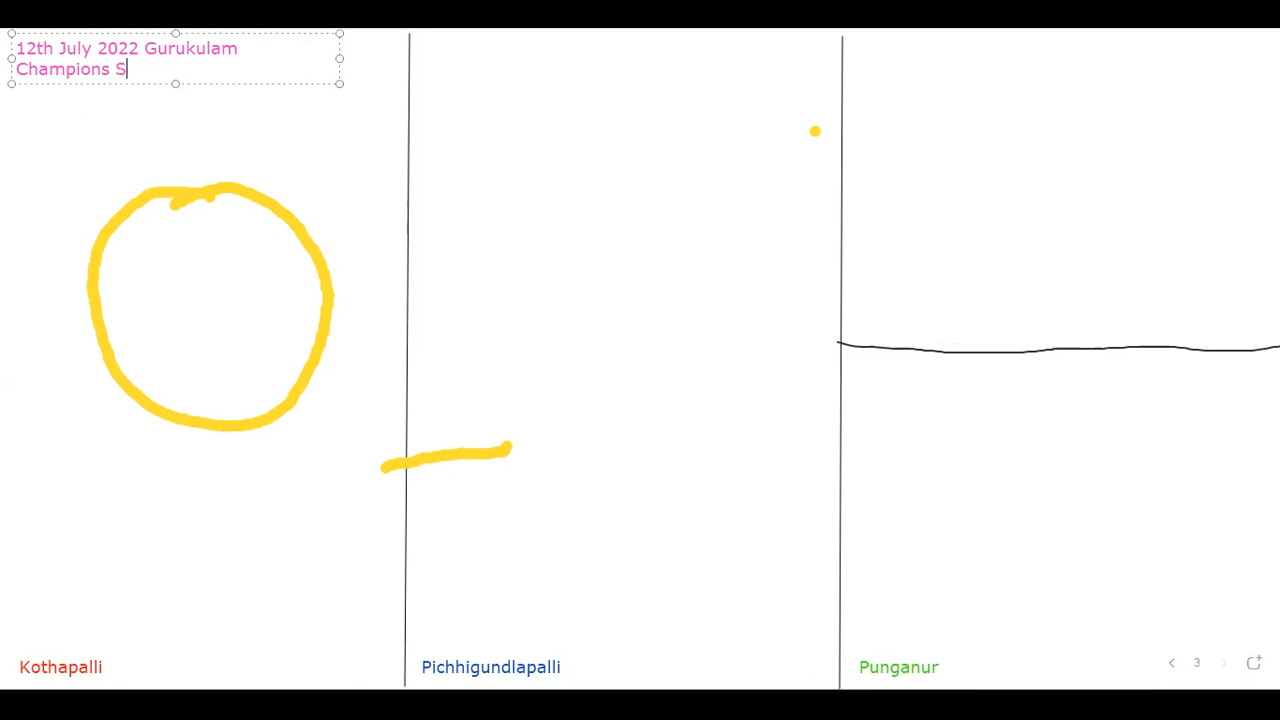 12th July 2022 Gurukulam
Champions S
Kothapalli
Pichhigundlapalli
Punganur
3